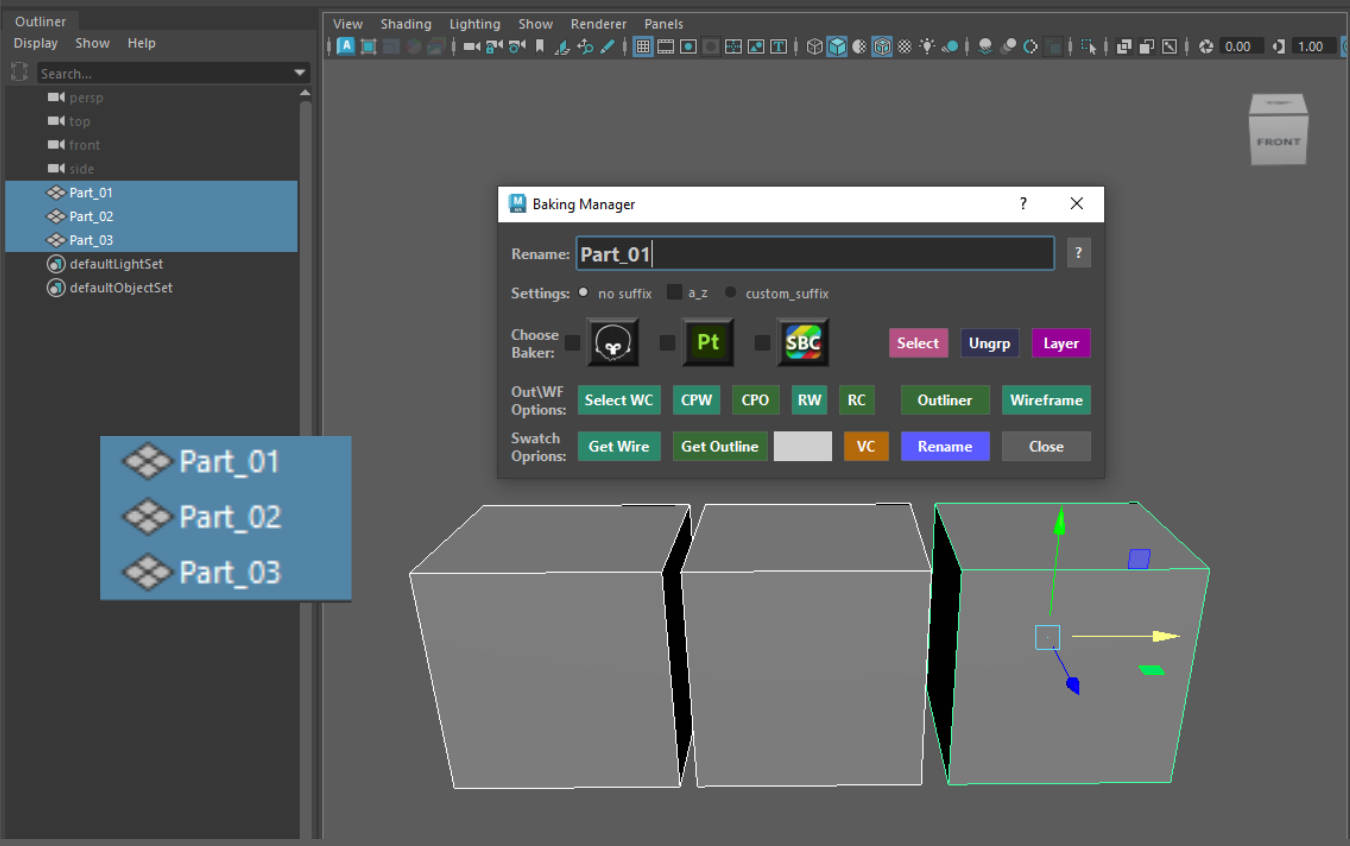 Outliner
Display Show Help
Search...
persp
top
front
side
Part_01
Part_02
Part_03
defaultLightSet
defaultObjectSet
Part_01
Part_02
Part_03
View Shading Lighting Show Renderer Panels
0.00 1.00
FRONT
Baking Manager ?
Rename: Part_01 ?
Settings: no suffix a_z custom_suffix
Choose
Baker: Pt SBC Select Ungrp Layer
Out\WF
Options: Select WC CPW CPO RW RC Outliner Wireframe
Swatch
Oprions: Get Wire Get Outline VC Rename Close